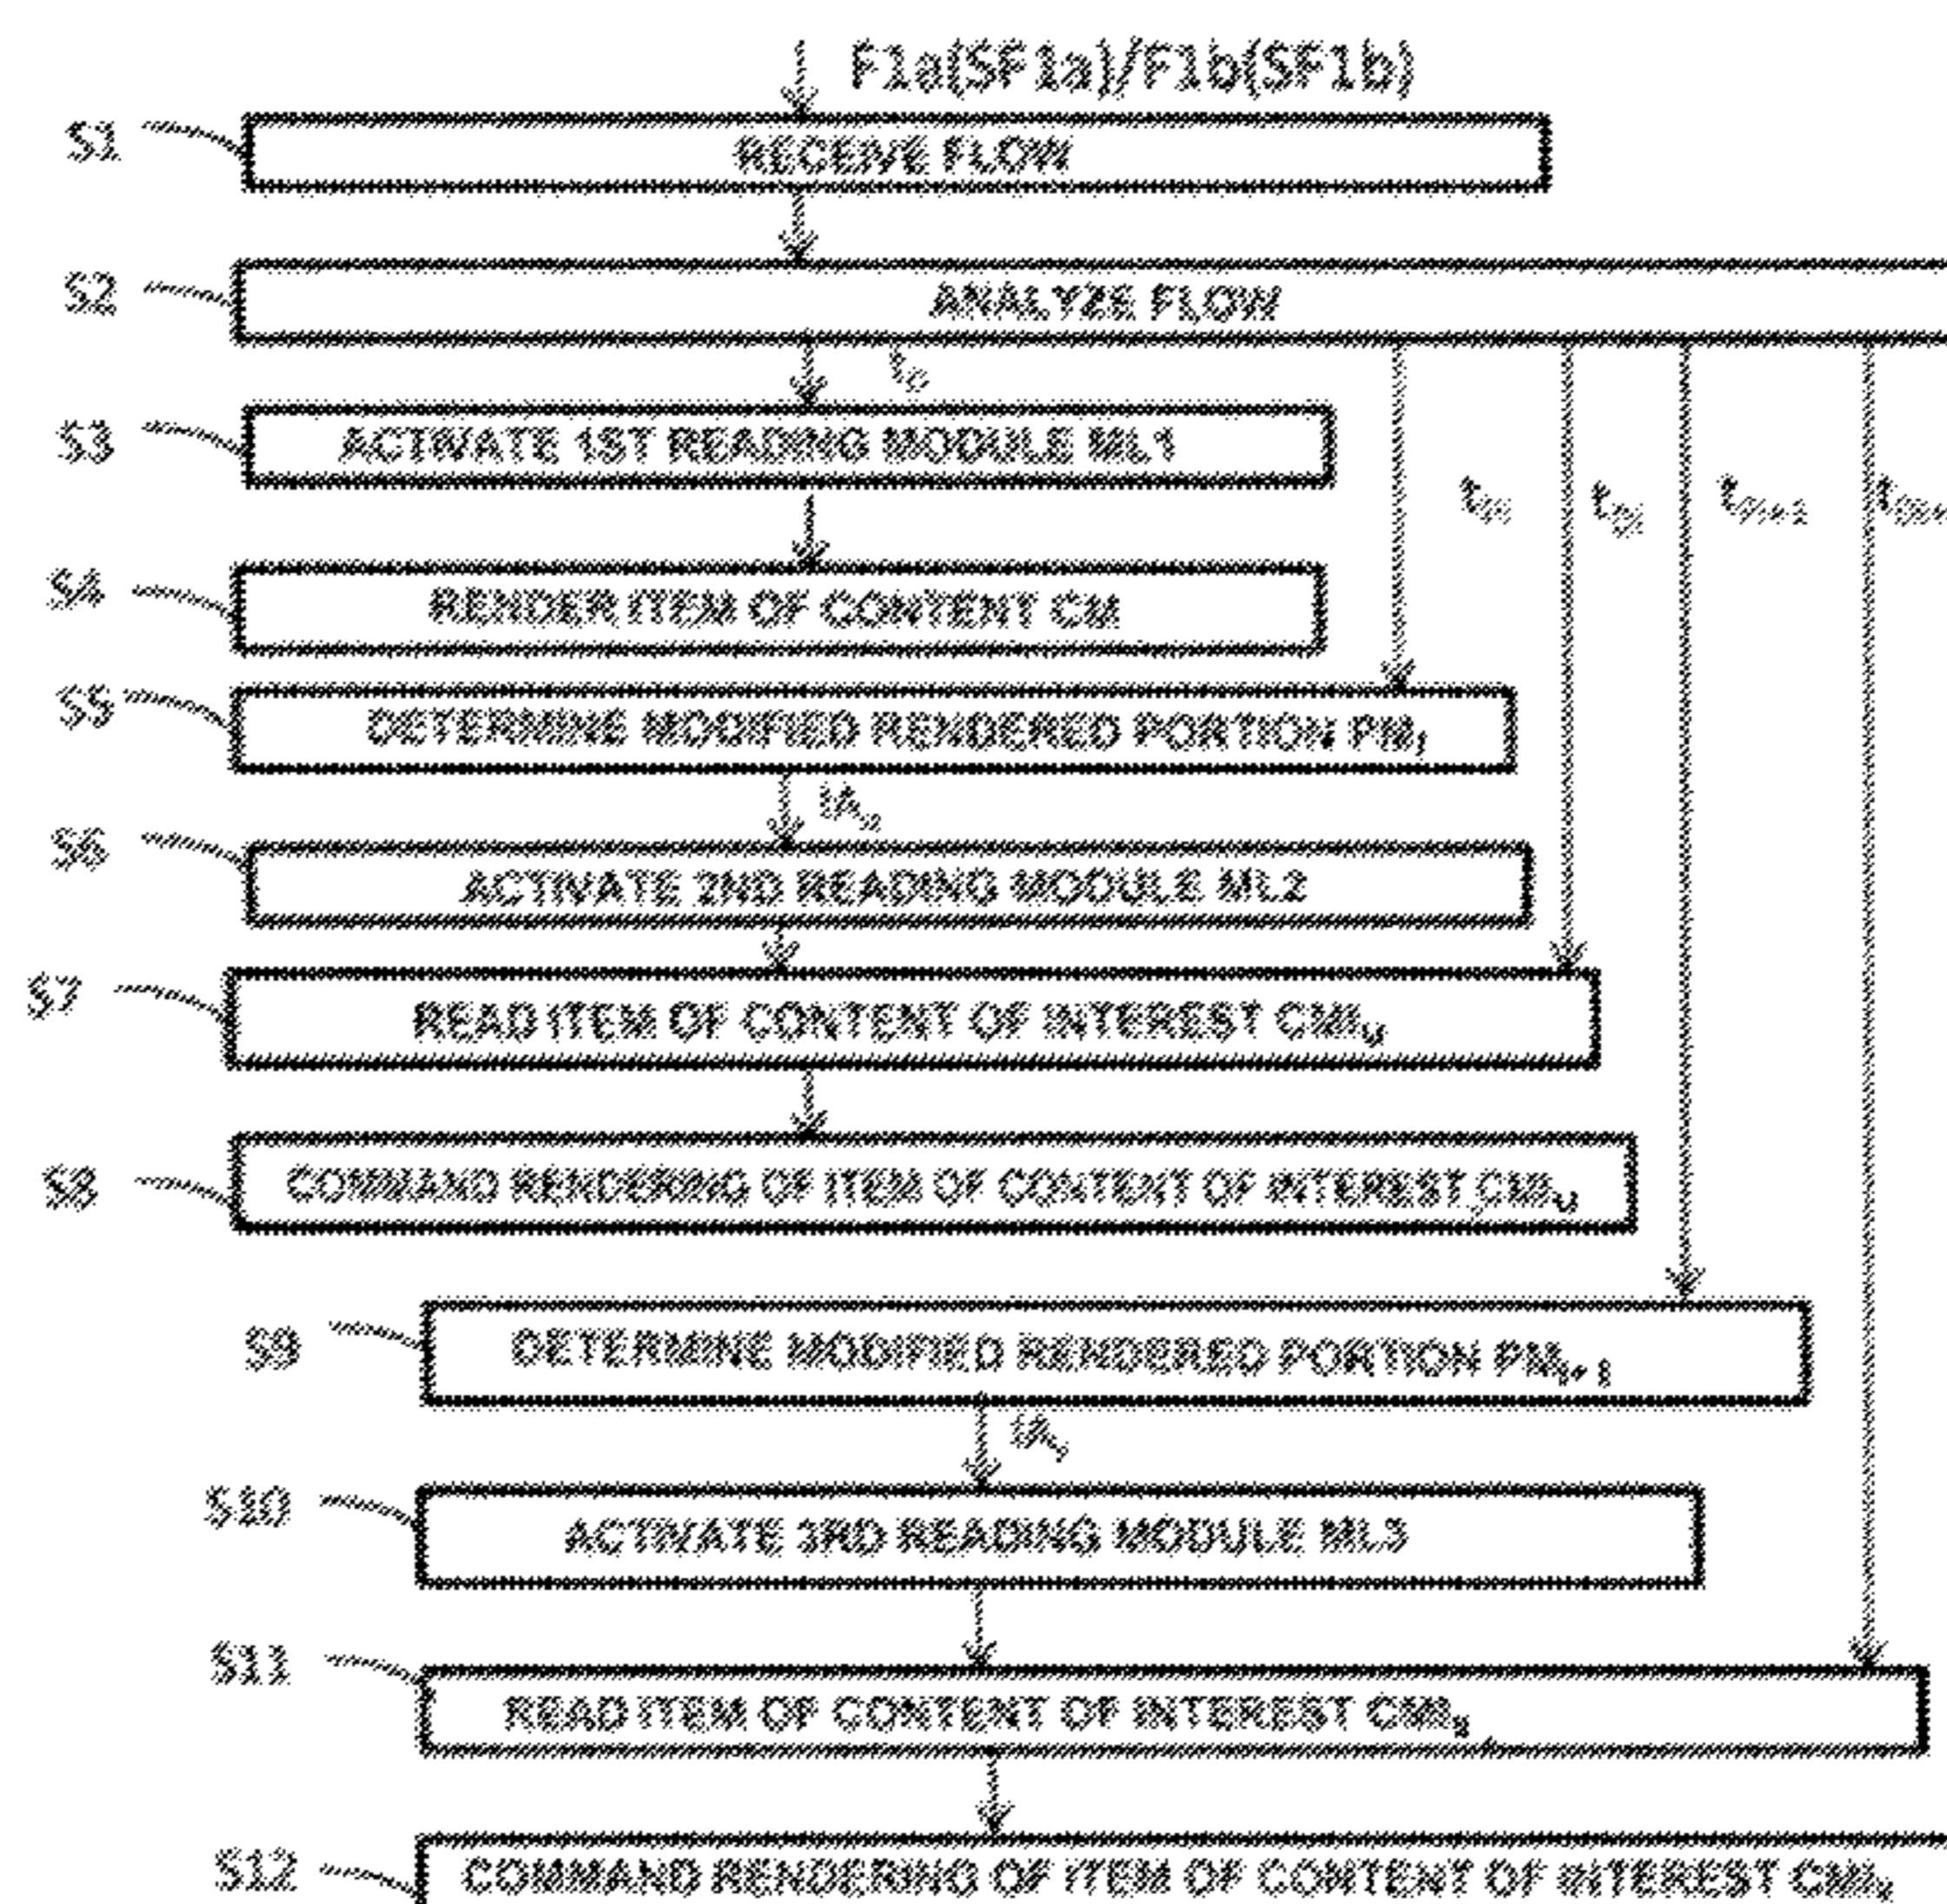 F1a(SF1a)/F1b(SF1b)
S1 RECEIVE FLOW
S2 ANALYZE FLOW
t0
S3 ACTIVATE 1ST READING MODULE ML1
S4 RENDER ITEM OF CONTENT CM
S5 DETERMINE MODIFIED RENDERED PORTION PM
S6 ACTIVATE 2ND READING MODULE ML2
S7 READ ITEM OF CONTENT OF INTEREST CMIu
S8 COMMAND RENDERING OF ITEM OF CONTENT OF INTEREST CMIu
S9 DETERMINE MODIFIED RENDERED PORTION
S10 ACTIVATE 3RD READING MODULE ML3
S11 READ ITEM OF CONTENT OF INTEREST
S12 COMMAND RENDERING OF ITEM OF CONTENT OF INTEREST